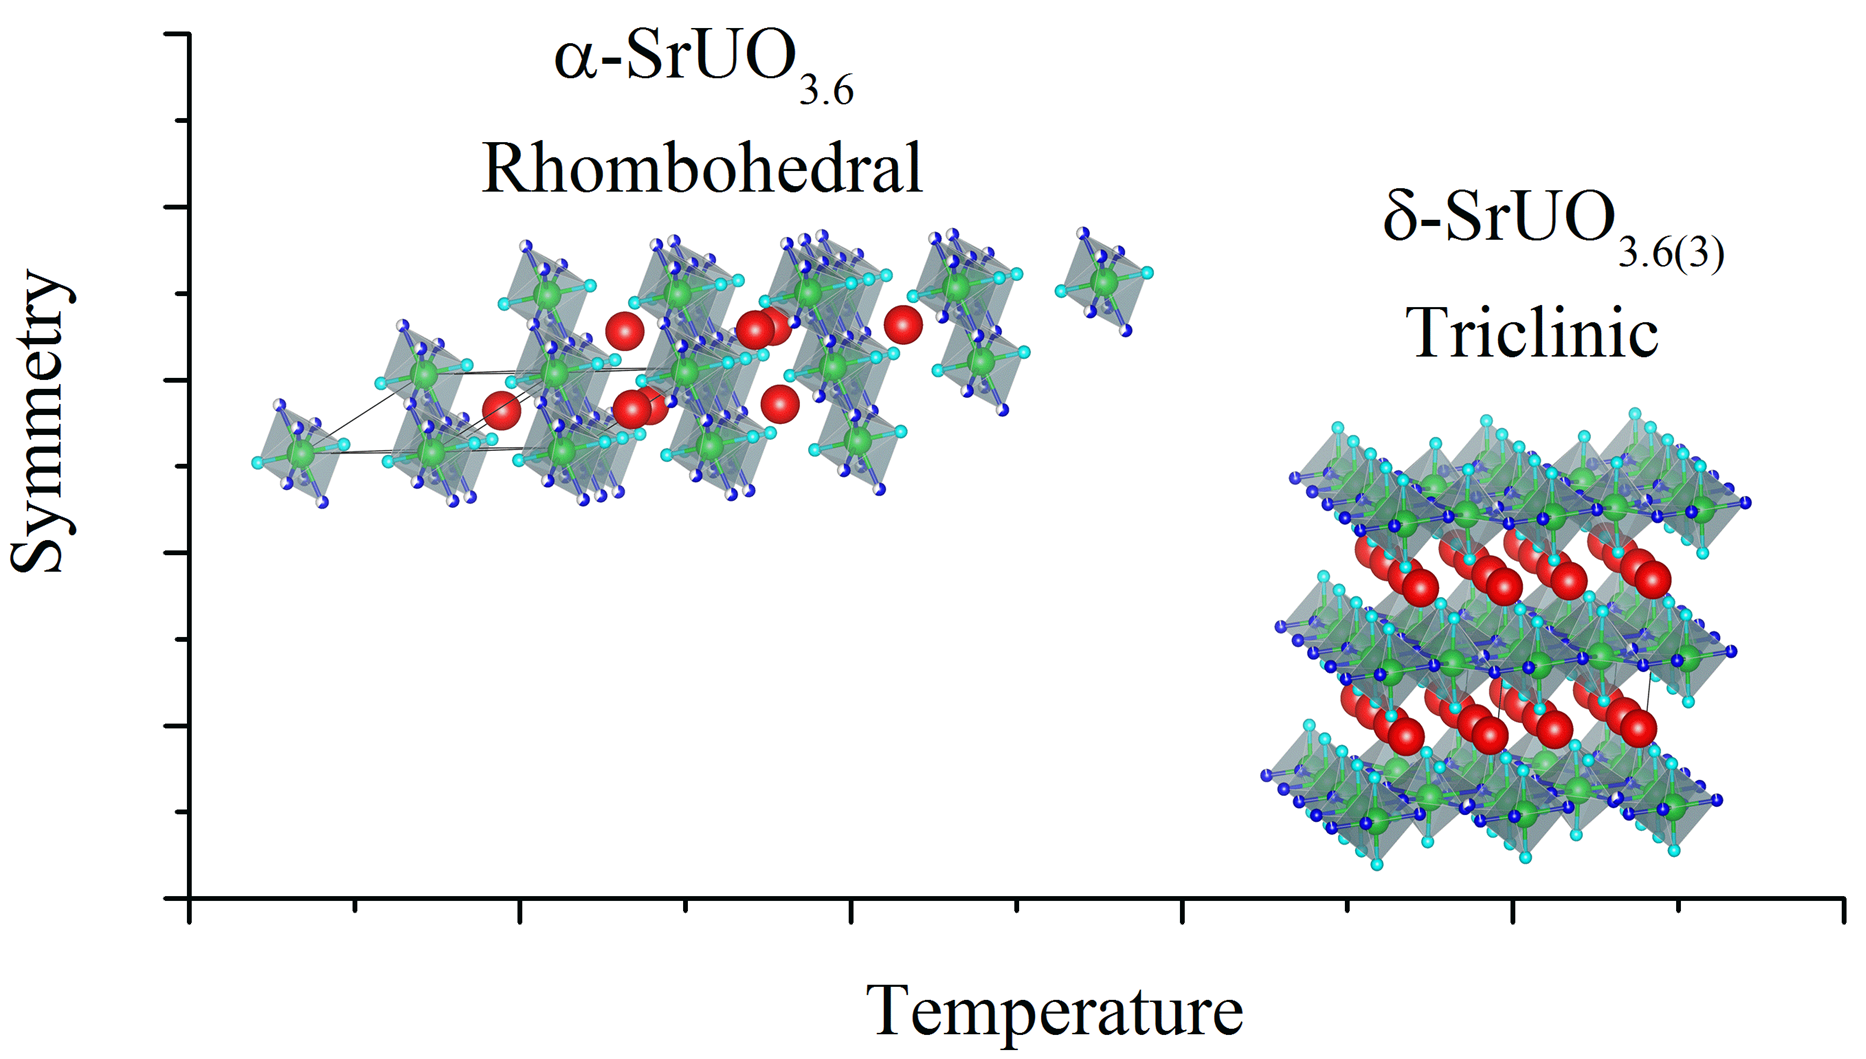 α-SrUO3.6
Rhombohedral
δ-SrUO3.6(3)
Triclinic
Symmetry
Temperature